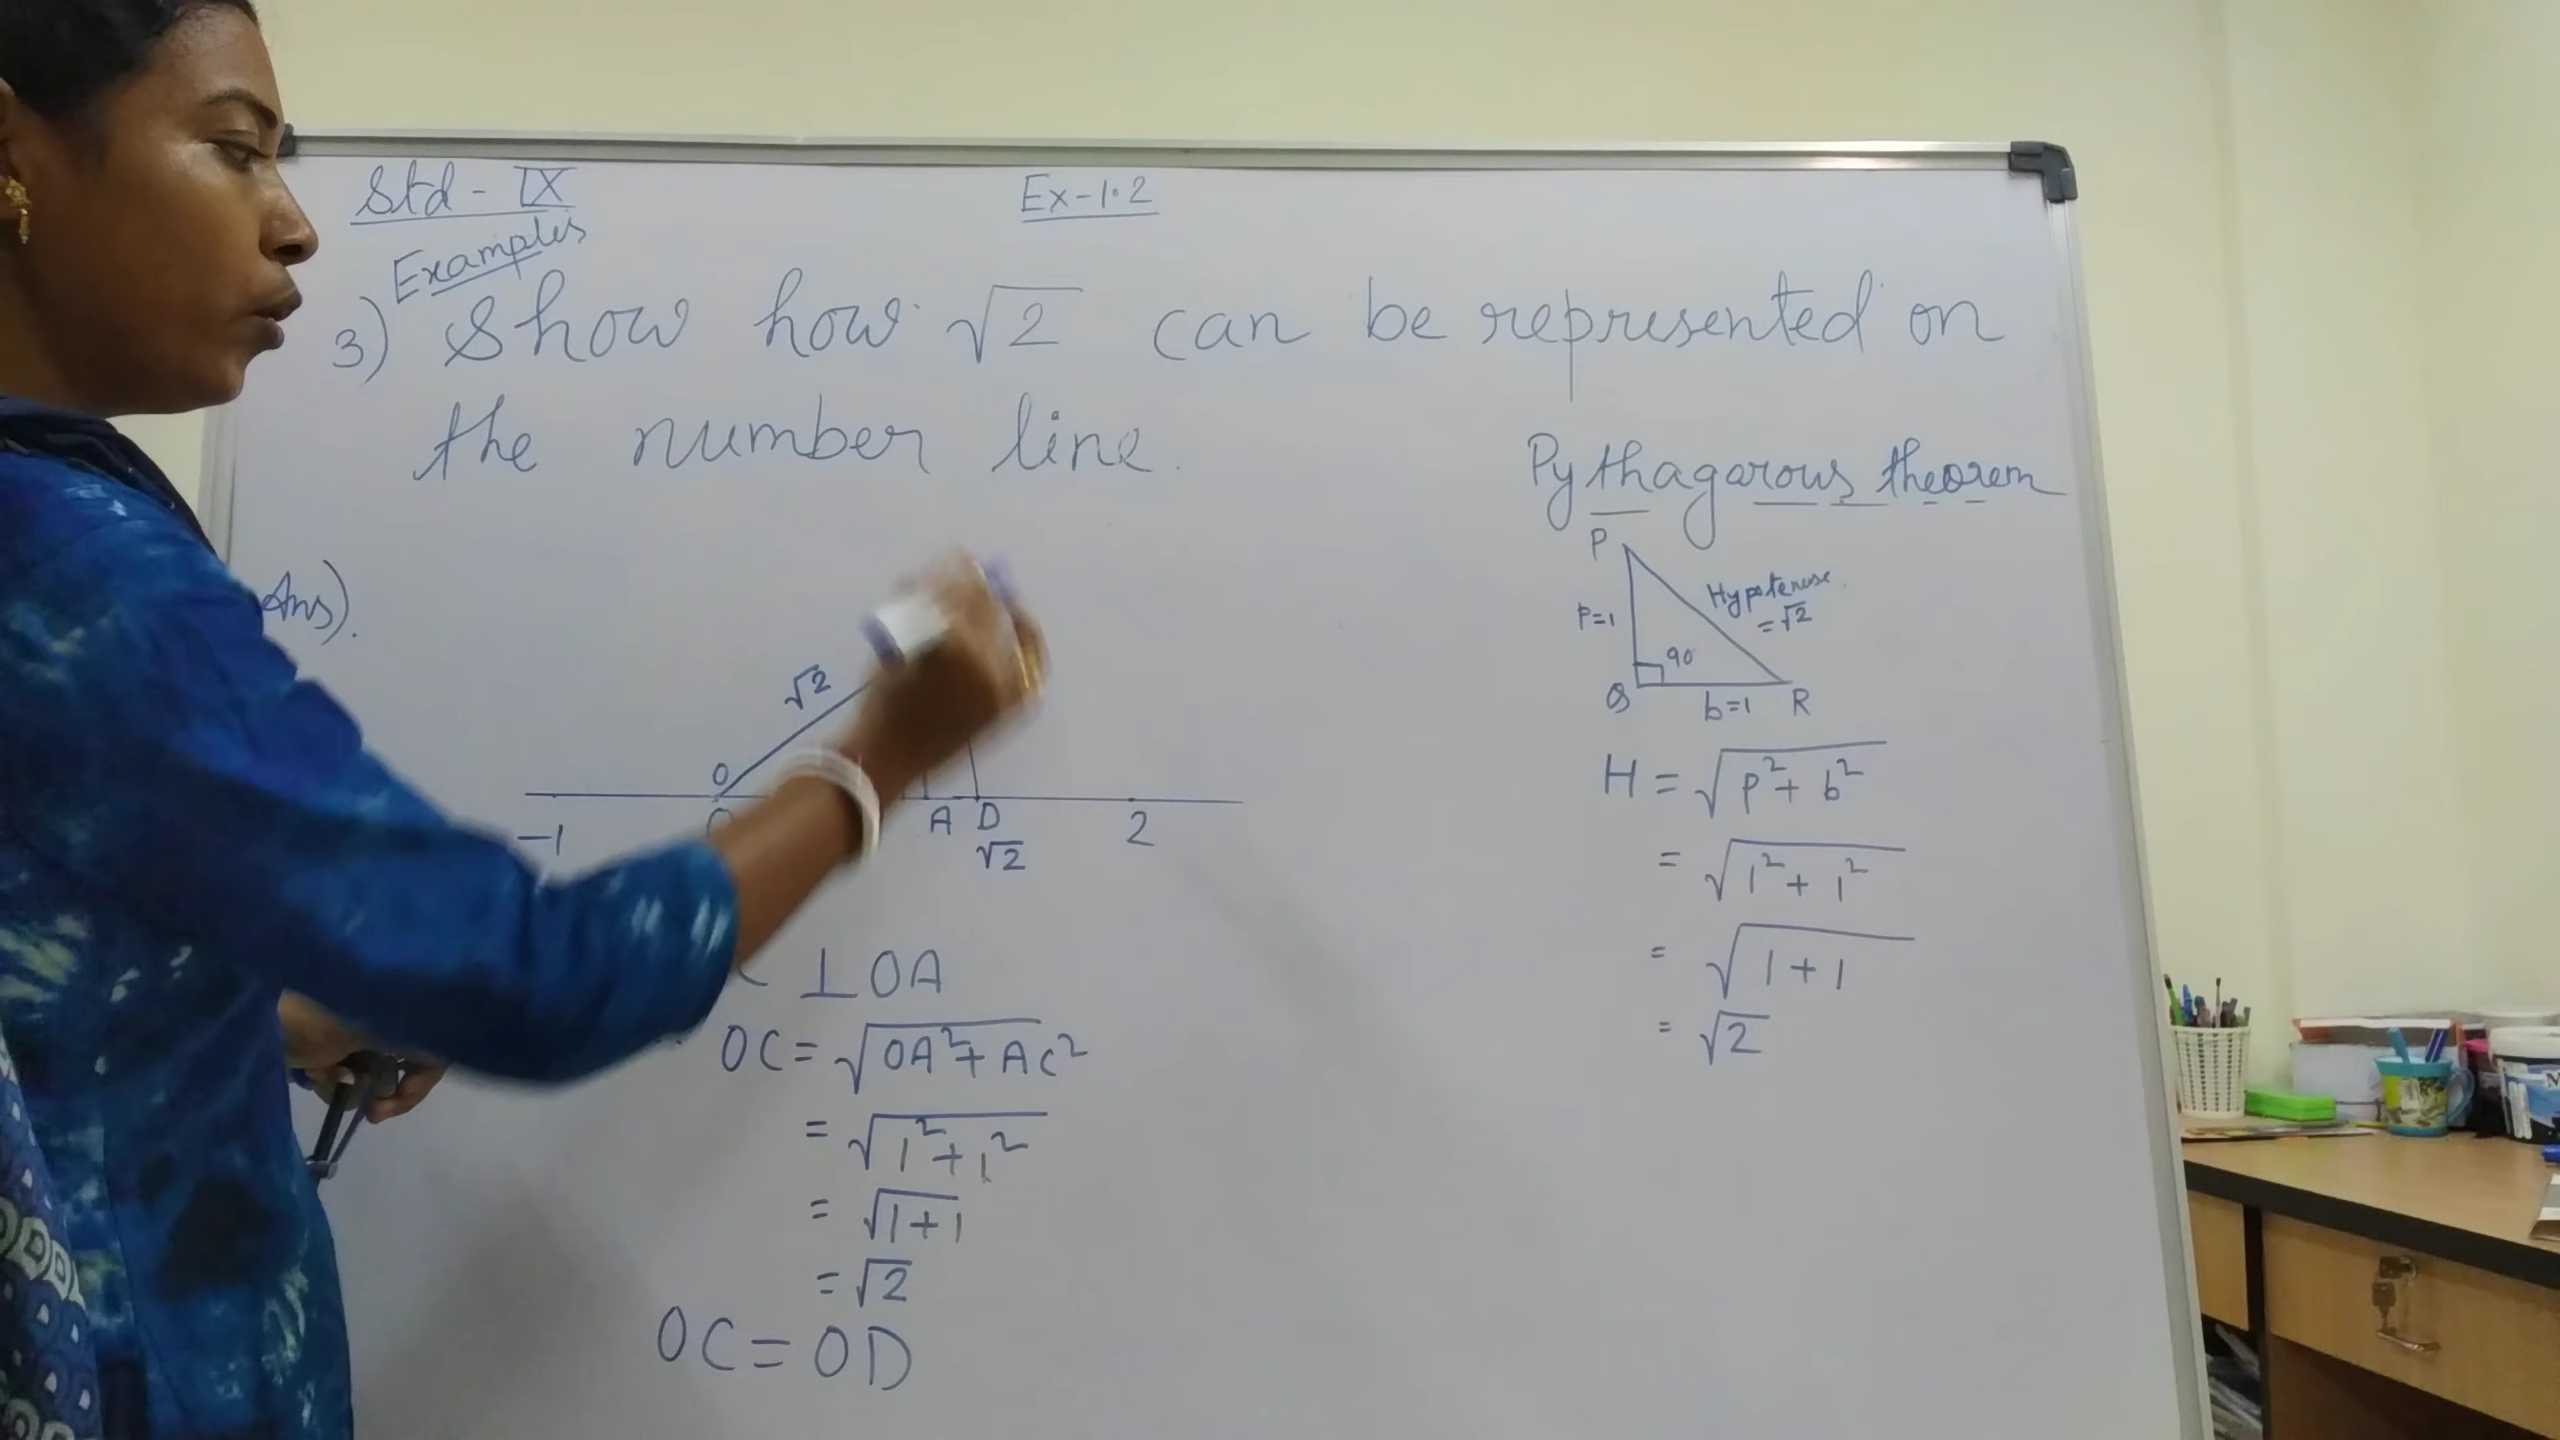 Std - IX
Ex-1.2
Examples
3) Show how √2 can be represented on
the number line.
Ans).
√2
O
-1
A D 2
√2
⊥ OA
OC = √OA²+AC²
= √1²+1²
= √1+1
= √2
OC = OD
Pythagorous theorem
P
Hypotenuse
= √2
P=1
90
Q b=1 R
H = √p²+b²
= √1²+1²
= √1+1
= √2